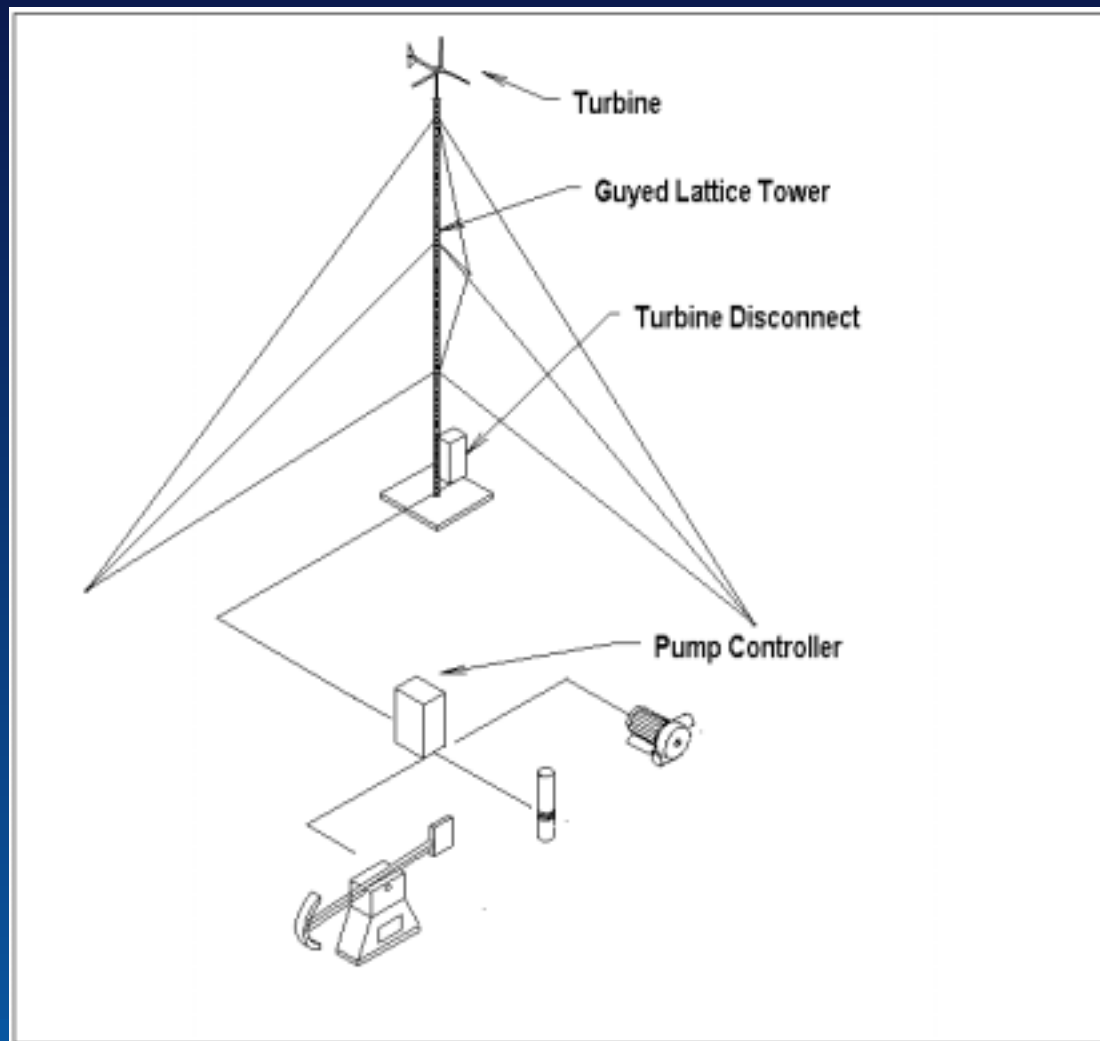 Turbine
Guyed Lattice Tower
Turbine Disconnect
Pump Controller